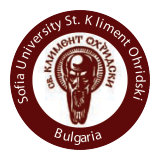 Sofia University St. Kliment Ohridski
СВ. КЛИМЕНТ ОХРИДСКИ
Bulgaria